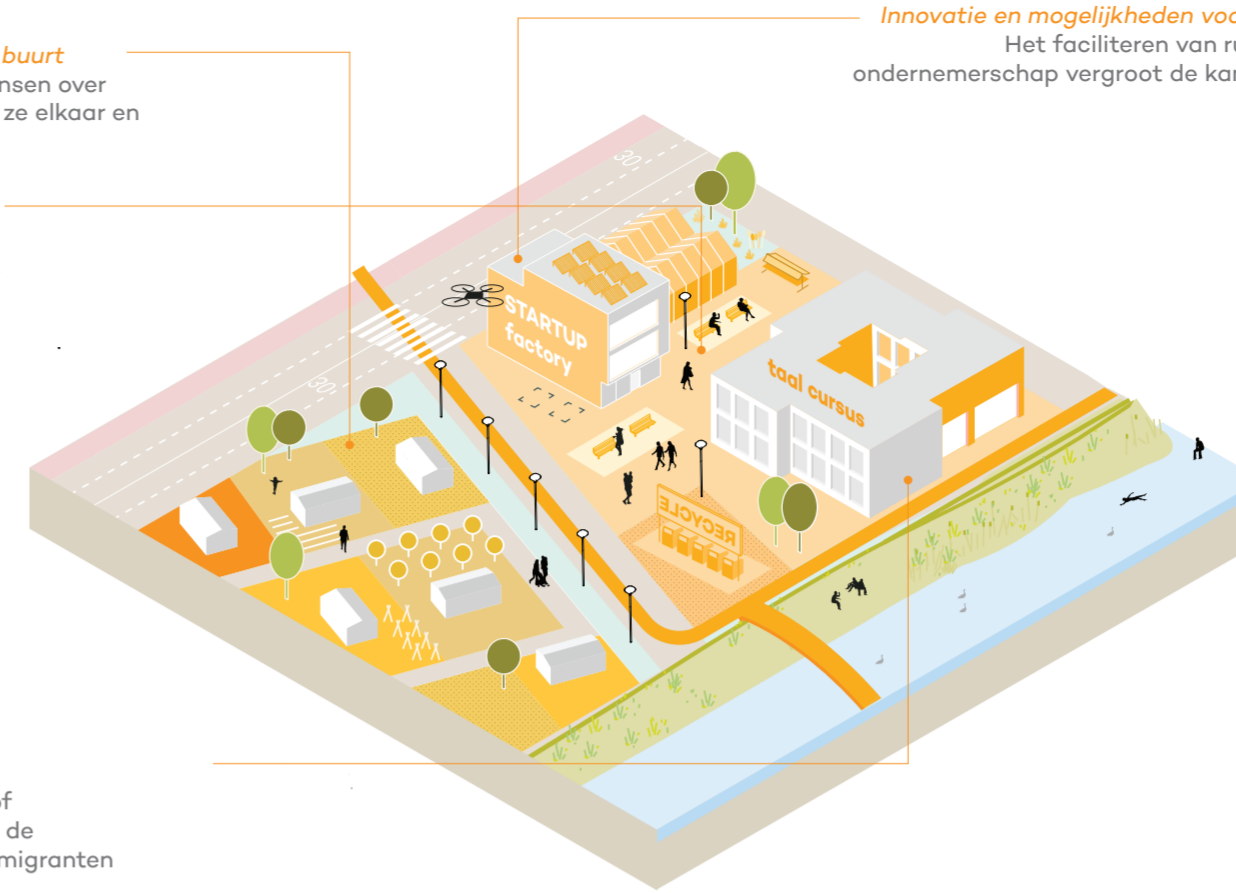 buurt
nsen over
ze elkaar en
Innovatie en mogelijkheden voo
Het faciliteren van ru
ondernemerschap vergroot de kan
30
STARTUP
factory
taal cursus
30
RECYCLE
of
de
migranten